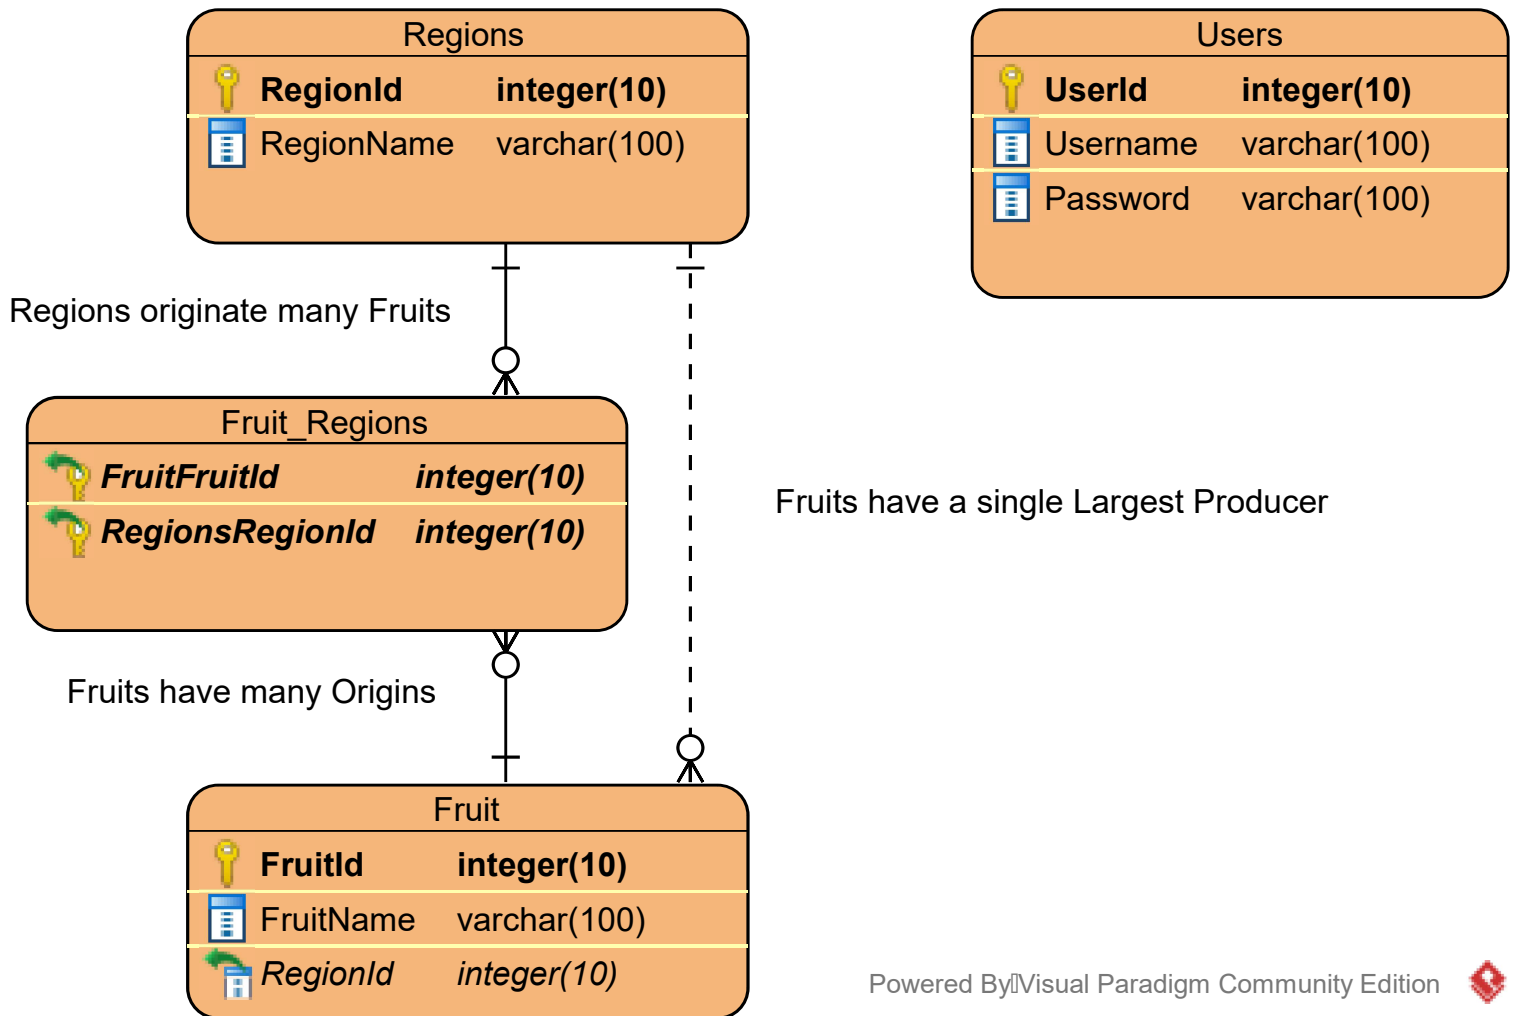 Regions
RegionId integer(10)
RegionName varchar(100)
Users
UserId integer(10)
Username varchar(100)
Password varchar(100)
Regions originate many Fruits
Fruit_Regions
FruitFruitId integer(10)
RegionsRegionId integer(10)
Fruits have a single Largest Producer
Fruits have many Origins
Fruit
FruitId integer(10)
FruitName varchar(100)
RegionId integer(10)
Powered By Visual Paradigm Community Edition